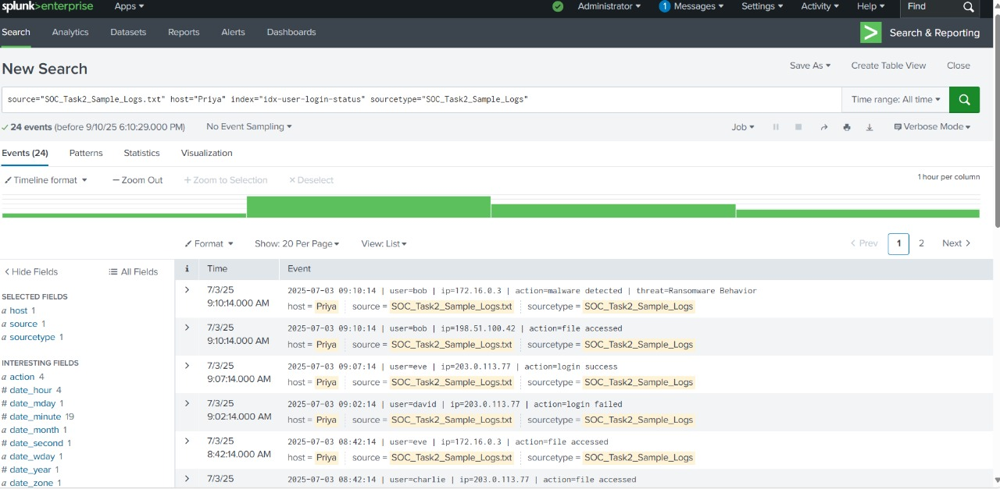 splunk>enterprise Apps Administrator 1 Messages Settings Activity Help Find
Search Analytics Datasets Reports Alerts Dashboards Search & Reporting
New Search Save As Create Table View Close
source="SOC_Task2_Sample_Logs.txt" host="Priya" index="idx-user-login-status" sourcetype="SOC_Task2_Sample_Logs" Time range: All time
24 events (before 9/10/25 6:10:29.000 PM) No Event Sampling Job Verbose Mode
Events (24) Patterns Statistics Visualization
Timeline format — Zoom Out + Zoom to Selection × Deselect 1 hour per column
Format Show: 20 Per Page View: List < Prev 1 2 Next >
< Hide Fields All Fields i Time Event
SELECTED FIELDS
a host 1
a source 1
a sourcetype 1
INTERESTING FIELDS
a action 4
# date_hour 4
# date_mday 1
# date_minute 19
a date_month 1
# date_second 1
a date_wday 1
# date_year 1
a date_zone 1
> 7/3/25 2025-07-03 09:10:14 | user=bob | ip=172.16.0.3 | action=malware detected | threat=Ransomware Behavior
9:10:14.000 AM host = Priya source = SOC_Task2_Sample_Logs.txt sourcetype = SOC_Task2_Sample_Logs
> 7/3/25 2025-07-03 09:10:14 | user=bob | ip=198.51.100.42 | action=file accessed
9:10:14.000 AM host = Priya source = SOC_Task2_Sample_Logs.txt sourcetype = SOC_Task2_Sample_Logs
> 7/3/25 2025-07-03 09:07:14 | user=eve | ip=203.0.113.77 | action=login success
9:07:14.000 AM host = Priya source = SOC_Task2_Sample_Logs.txt sourcetype = SOC_Task2_Sample_Logs
> 7/3/25 2025-07-03 09:02:14 | user=david | ip=203.0.113.77 | action=login failed
9:02:14.000 AM host = Priya source = SOC_Task2_Sample_Logs.txt sourcetype = SOC_Task2_Sample_Logs
> 7/3/25 2025-07-03 08:42:14 | user=eve | ip=172.16.0.3 | action=file accessed
8:42:14.000 AM host = Priya source = SOC_Task2_Sample_Logs.txt sourcetype = SOC_Task2_Sample_Logs
> 7/3/25 2025-07-03 08:42:14 | user=charlie | ip=203.0.113.77 | action=file accessed